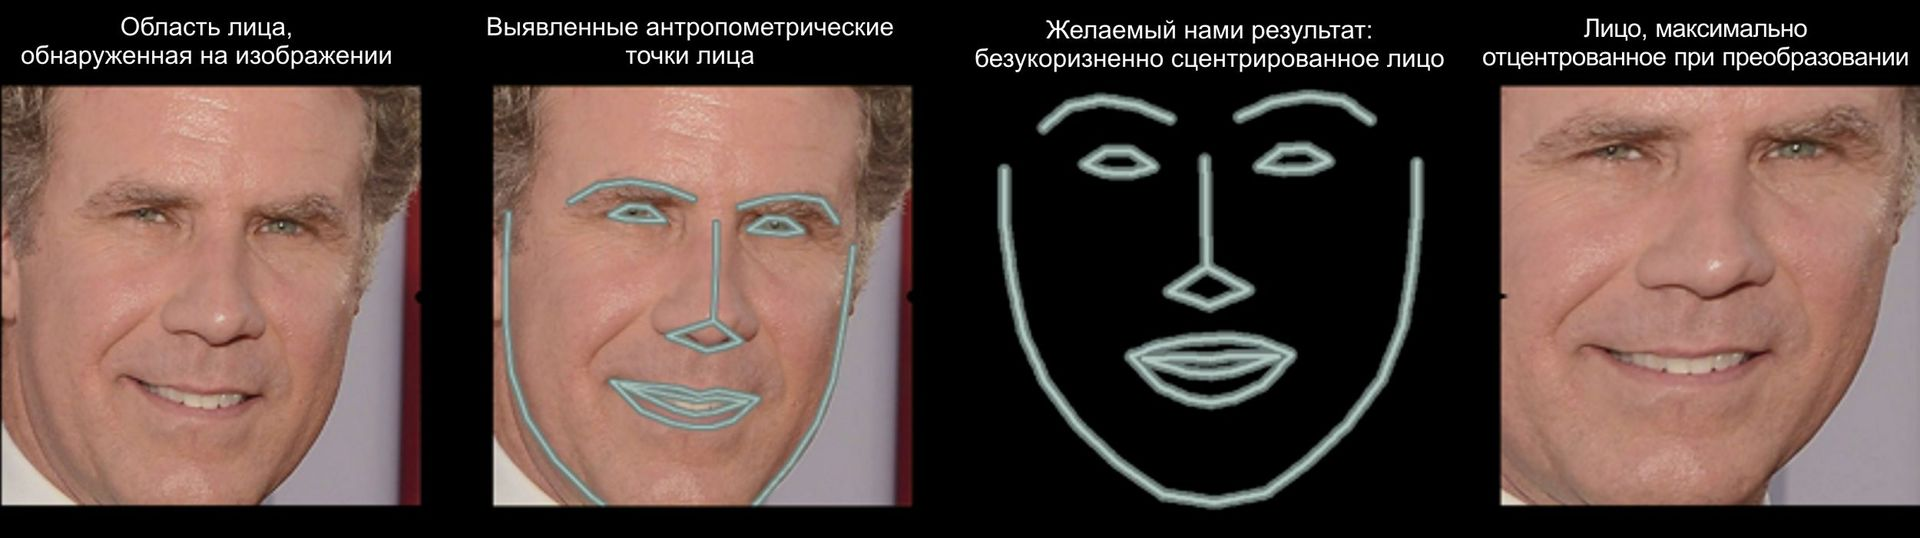 Область лица,
обнаруженная на изображении
Выявленные антропометрические
точки лица
Желаемый нами результат:
безукоризненно сцентрированное лицо
Лицо, максимально
отцентрованное при преобразовании